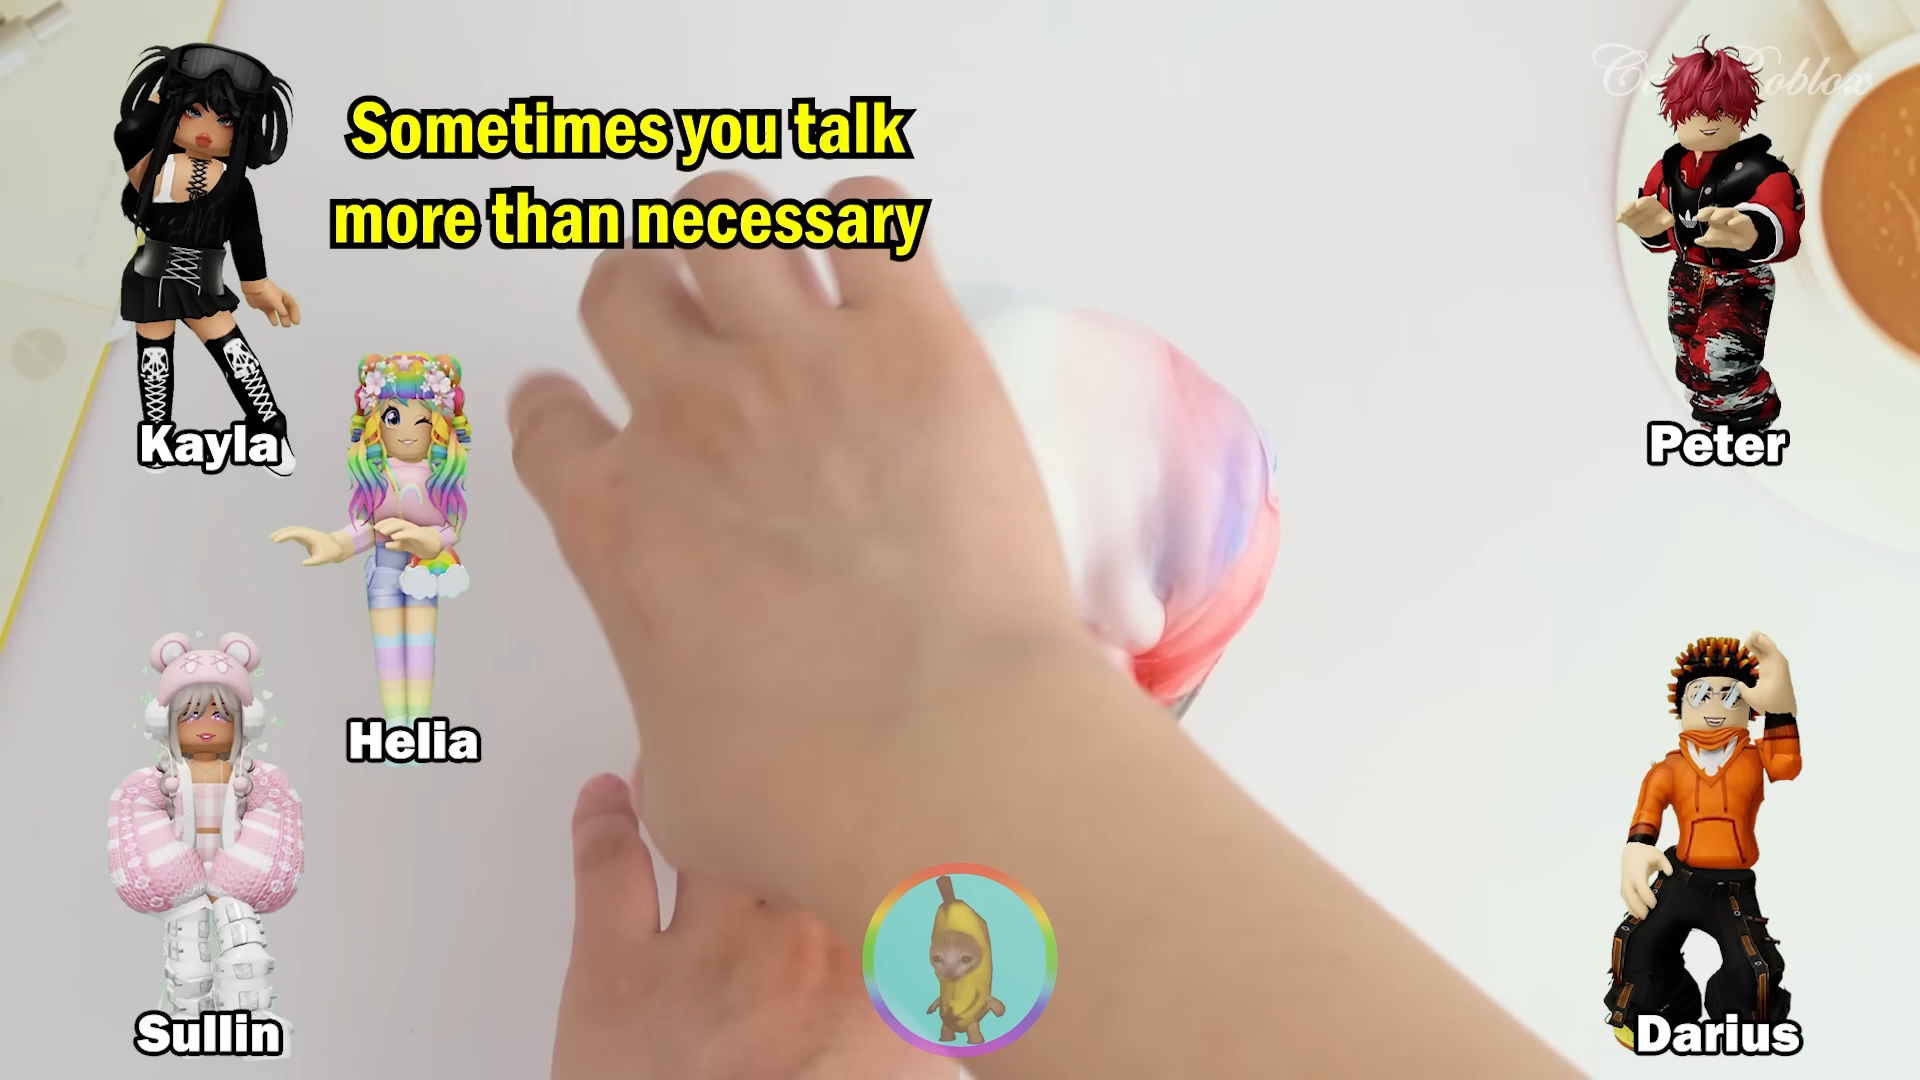 Sometimes you talk
more than necessary
Kayla
Peter
Helia
Sullin
Darius